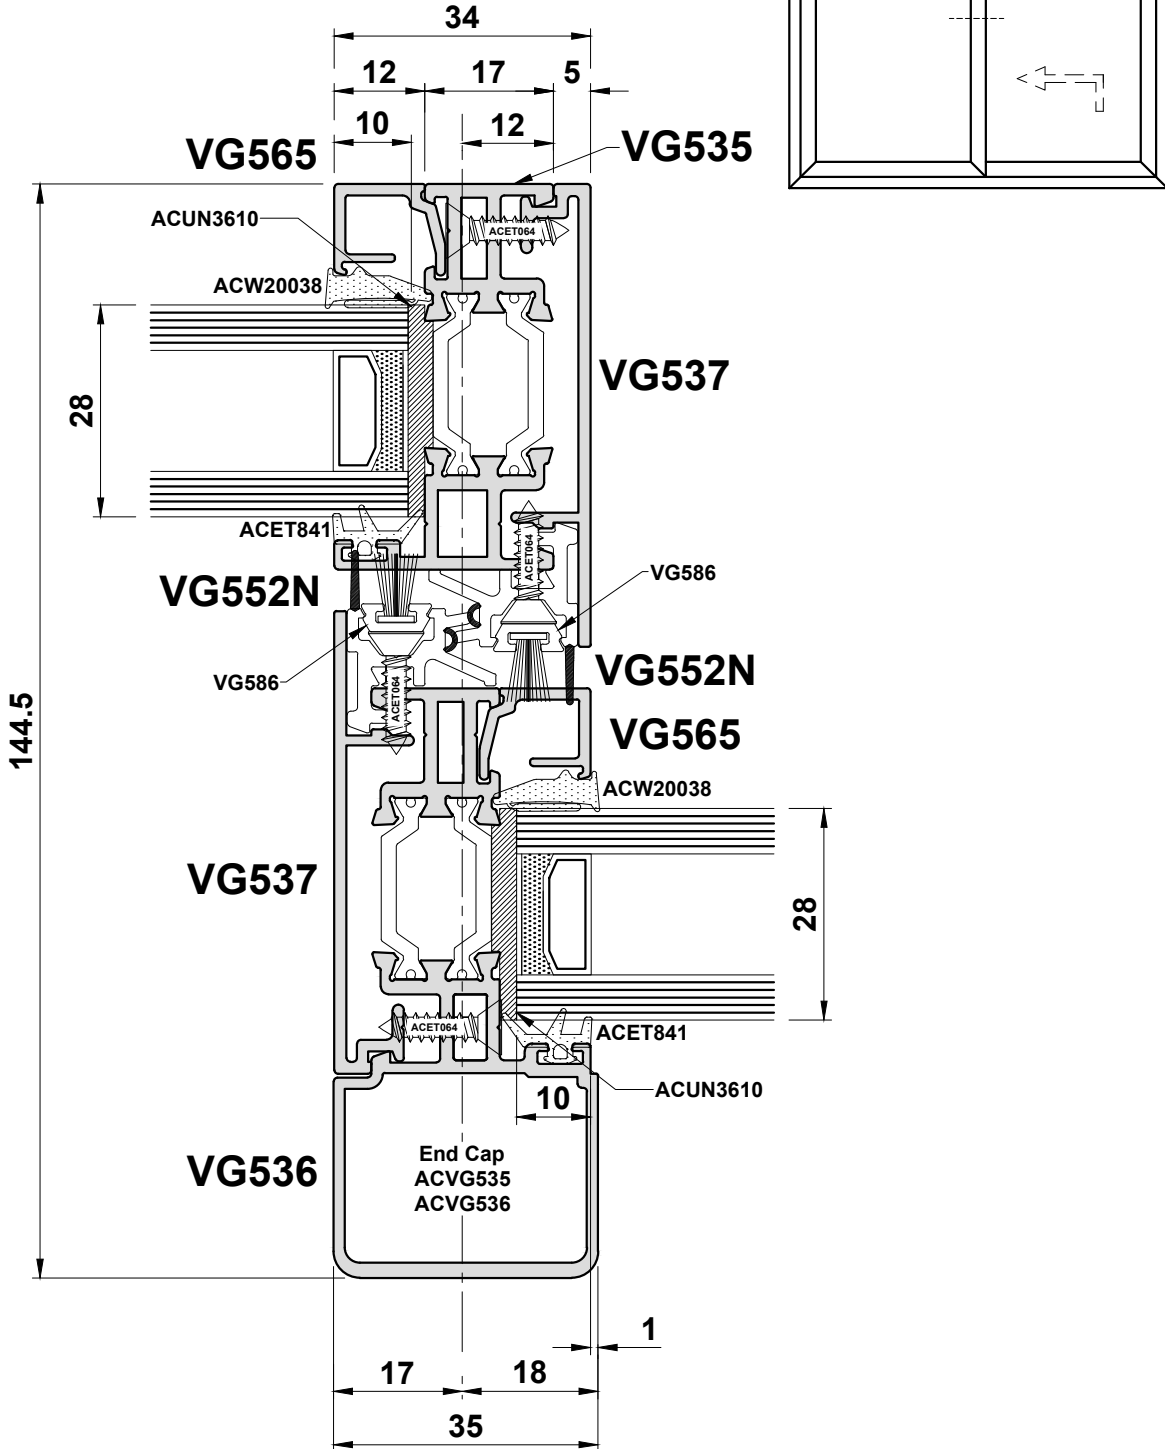 34
12 17 5
10 12
VG565
VG535
ACUN3610
ACET064
ACW20038
VG537
28
ACET841
ACET064
VG552N
VG586
VG586
VG552N
ACET064
144.5
VG565
ACW20038
VG537
28
ACET064
ACET841
ACUN3610
10
VG536
End Cap
ACVG535
ACVG536
1
17 18
35